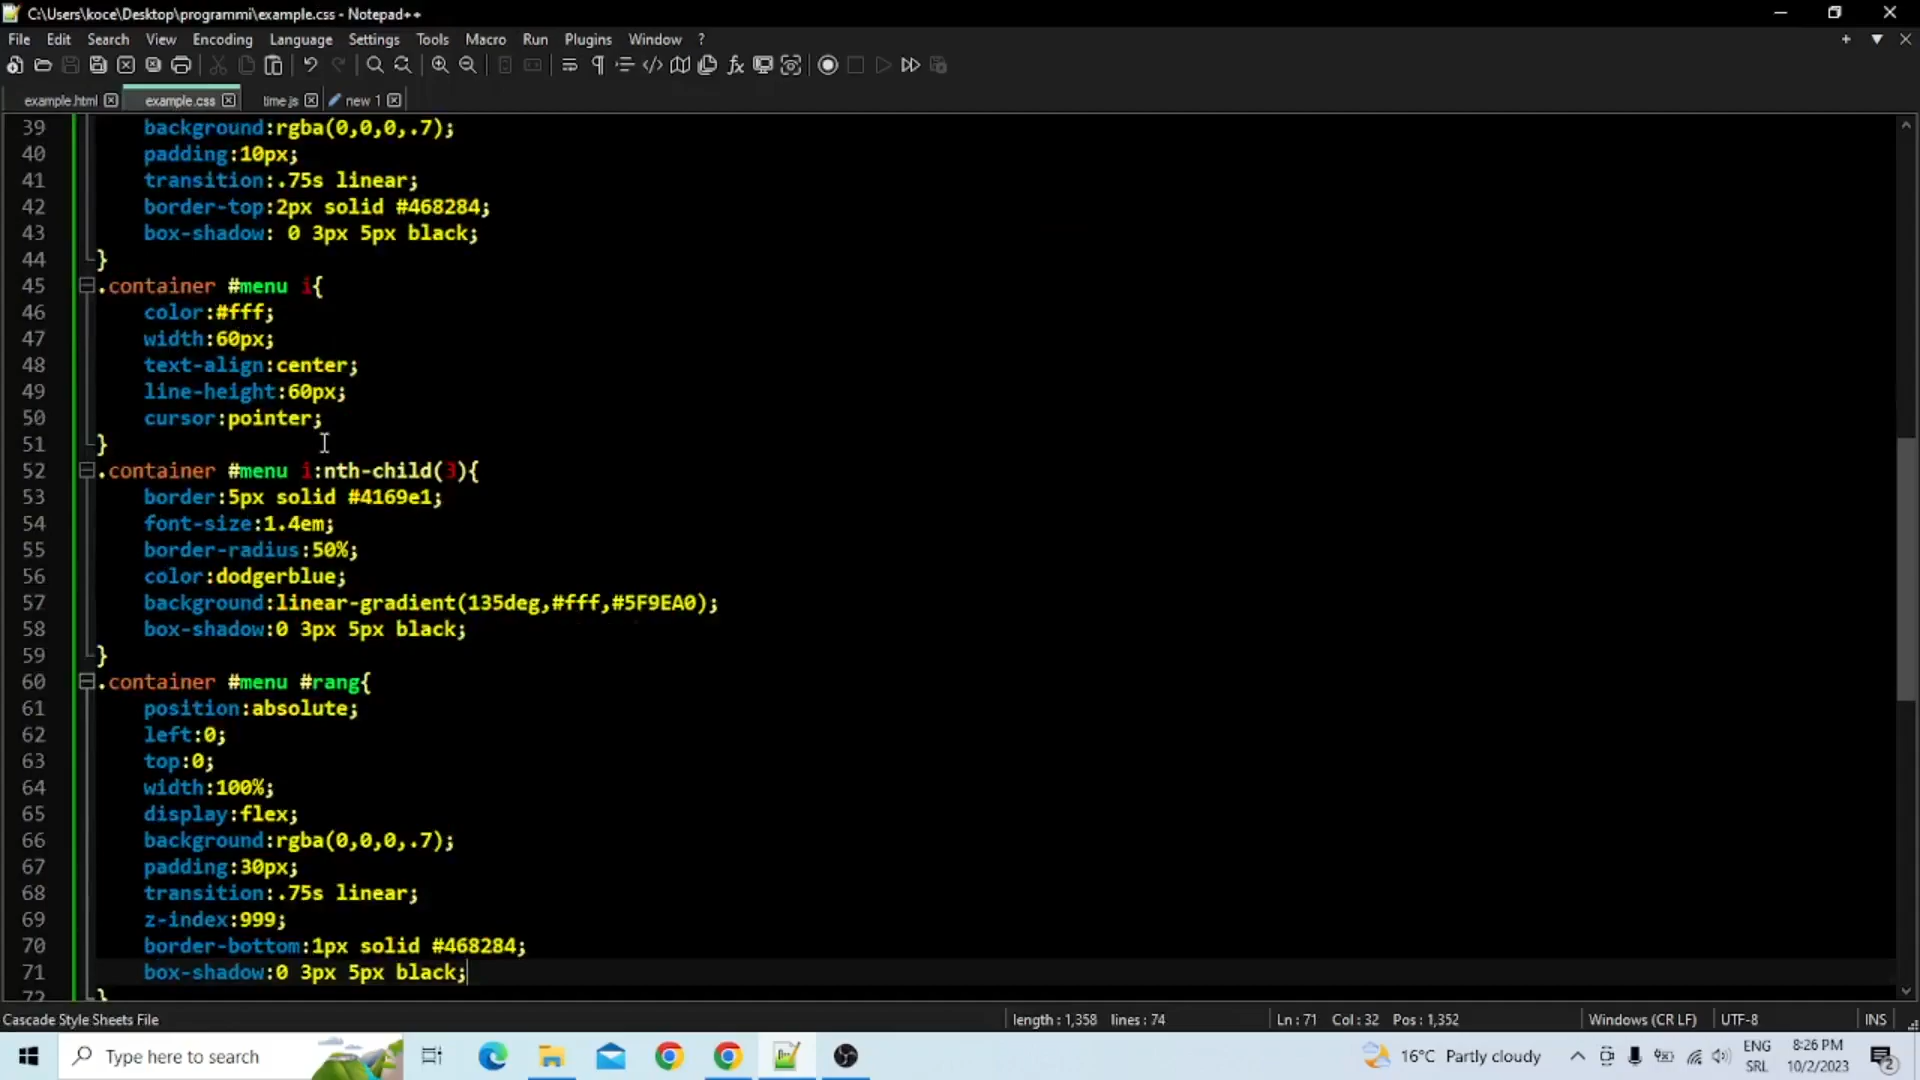 C:\Users\koce\Desktop\programmi\example.css - Notepad++
File Edit Search View Encoding Language Settings Tools Macro Run Plugins Window ?
example.html example.css time.js new 1
39 background:rgba(0,0,0,.7);
40 padding:10px;
41 transition:.75s linear;
42 border-top:2px solid #468284;
43 box-shadow: 0 3px 5px black;
44 }
45 .container #menu i{
46 color:#fff;
47 width:60px;
48 text-align:center;
49 line-height:60px;
50 cursor:pointer;
51 }
52 .container #menu i:nth-child(3){
53 border:5px solid #4169e1;
54 font-size:1.4em;
55 border-radius:50%;
56 color:dodgerblue;
57 background:linear-gradient(135deg,#fff,#5F9EA0);
58 box-shadow:0 3px 5px black;
59 }
60 .container #menu #rang{
61 position:absolute;
62 left:0;
63 top:0;
64 width:100%;
65 display:flex;
66 background:rgba(0,0,0,.7);
67 padding:30px;
68 transition:.75s linear;
69 z-index:999;
70 border-bottom:1px solid #468284;
71 box-shadow:0 3px 5px black;
72 }
Cascade Style Sheets File length : 1,358 lines : 74 Ln : 71 Col : 32 Pos : 1,352 Windows (CR LF) UTF-8 INS
Type here to search 16°C Partly cloudy ENG 8:26 PM
SRL 10/2/2023 2